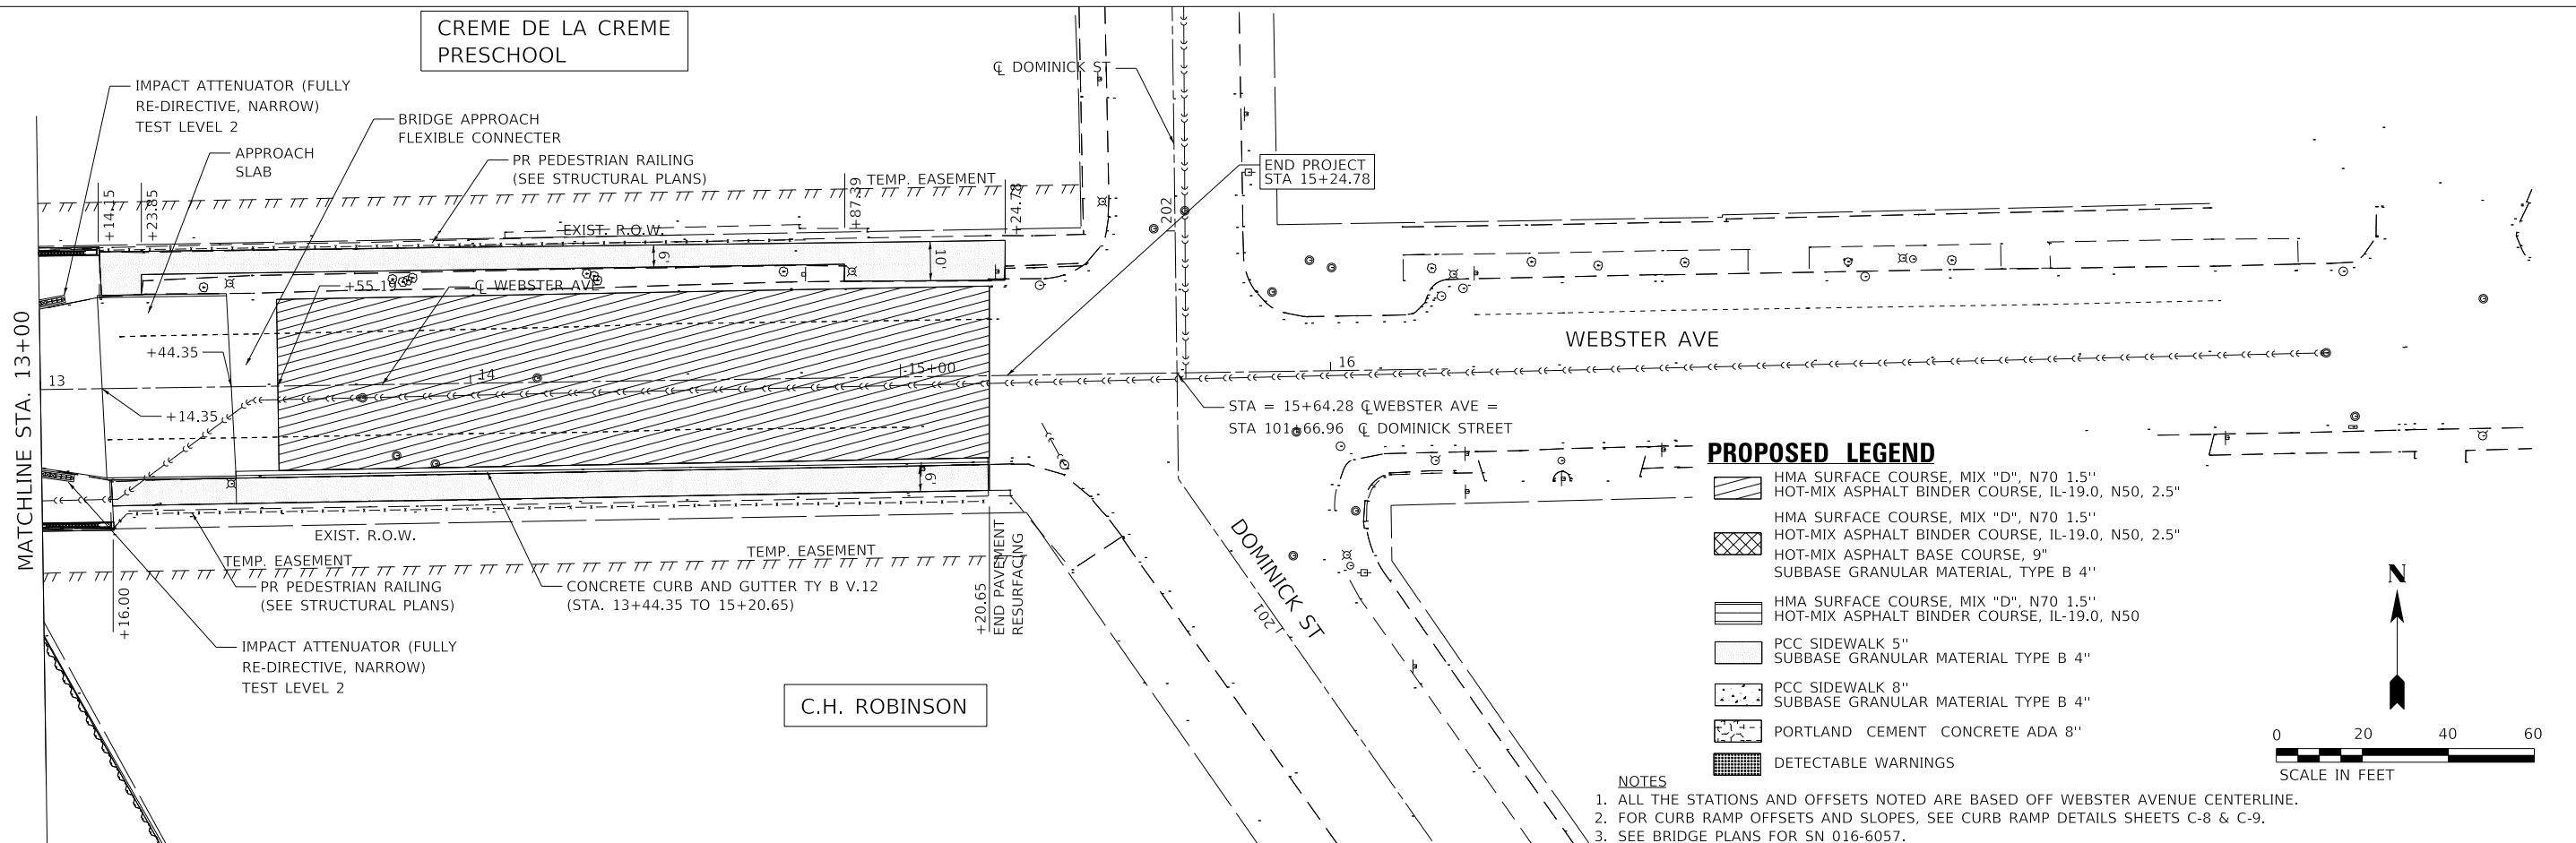 CREME DE LA CREME
PRESCHOOL
IMPACT ATTENUATOR (FULLY
RE-DIRECTIVE, NARROW)
TEST LEVEL 2
BRIDGE APPROACH
FLEXIBLE CONNECTER
APPROACH
SLAB
PR PEDESTRIAN RAILING
(SEE STRUCTURAL PLANS)
℄ DOMINICK ST
END PROJECT
STA 15+24.78
TEMP. EASEMENT
+14.15
+23.85
+87.39
+24.78
202
EXIST. R.O.W.
6'
10'
+55.19
℄ WEBSTER AVE
MATCHLINE STA. 13+00
+44.35
13
14
15+00
16
WEBSTER AVE
+14.35
STA = 15+64.28 ℄ WEBSTER AVE =
STA 101+66.96 ℄ DOMINICK STREET
6'
EXIST. R.O.W.
TEMP. EASEMENT
TEMP. EASEMENT
PR PEDESTRIAN RAILING
(SEE STRUCTURAL PLANS)
CONCRETE CURB AND GUTTER TY B V.12
(STA. 13+44.35 TO 15+20.65)
+16.00
+20.65
END PAVEMENT
RESURFACING
DOMINICK ST
201
IMPACT ATTENUATOR (FULLY
RE-DIRECTIVE, NARROW)
TEST LEVEL 2
C.H. ROBINSON
PROPOSED LEGEND
HMA SURFACE COURSE, MIX "D", N70 1.5''
HOT-MIX ASPHALT BINDER COURSE, IL-19.0, N50, 2.5"
HMA SURFACE COURSE, MIX "D", N70 1.5''
HOT-MIX ASPHALT BINDER COURSE, IL-19.0, N50, 2.5"
HOT-MIX ASPHALT BASE COURSE, 9"
SUBBASE GRANULAR MATERIAL, TYPE B 4''
HMA SURFACE COURSE, MIX "D", N70 1.5''
HOT-MIX ASPHALT BINDER COURSE, IL-19.0, N50
PCC SIDEWALK 5''
SUBBASE GRANULAR MATERIAL TYPE B 4"
PCC SIDEWALK 8''
SUBBASE GRANULAR MATERIAL TYPE B 4"
PORTLAND CEMENT CONCRETE ADA 8''
DETECTABLE WARNINGS
N
0 20 40 60
SCALE IN FEET
NOTES
1. ALL THE STATIONS AND OFFSETS NOTED ARE BASED OFF WEBSTER AVENUE CENTERLINE.
2. FOR CURB RAMP OFFSETS AND SLOPES, SEE CURB RAMP DETAILS SHEETS C-8 & C-9.
3. SEE BRIDGE PLANS FOR SN 016-6057.